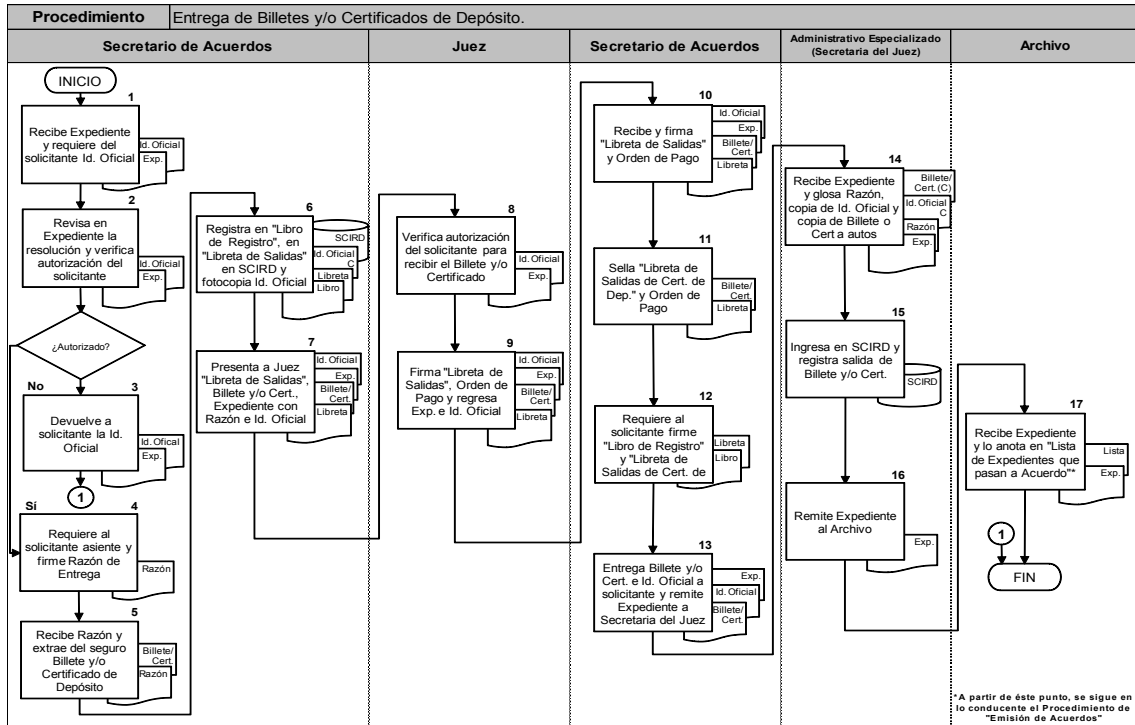 Procedimiento
Entrega de Billetes y/o Certificados de Depósito.
Secretario de Acuerdos
Juez
Secretario de Acuerdos
Administrativo Especializado
(Secretaria del Juez)
Archivo
INICIO
1
Recibe Expediente
y requiere del
solicitante Id. Oficial
Id. Oficial
Exp.
2
Revisa en
Expediente la
resolución y verifica
autorización del
solicitante
Id. Oficial
Exp.
¿Autorizado?
No
3
Devuelve a
solicitante la Id.
Oficial
Id. Oficial
Exp.
1
Sí
4
Requiere al
solicitante asiente y
firme Razón de
Entrega
Razón
5
Recibe Razón y
extrae del seguro
Billete y/o
Certificado de
Depósito
Billete/
Cert.
Razón
6
Registra en "Libro
de Registro", en
"Libreta de Salidas"
en SCIRD y
fotocopia Id. Oficial
SCIRD
Id. Oficial
C
Libreta
Libro
7
Presenta a Juez
"Libreta de Salidas",
Billete y/o Cert.,
Expediente con
Razón e Id. Oficial
Id. Oficial
Exp.
Billete/
Cert.
Libreta
8
Verifica autorización
del solicitante para
recibir el Billete y/o
Certificado
Id. Oficial
Exp.
9
Firma "Libreta de
Salidas", Orden de
Pago y regresa
Exp. e Id. Oficial
Id. Oficial
Exp.
Billete/
Cert.
Libreta
10
Recibe y firma
"Libreta de Salidas"
y Orden de Pago
Id. Oficial
Exp.
Billete/
Cert.
Libreta
11
Sella "Libreta de
Salidas de Cert. de
Dep." y Orden de
Pago
Billete/
Cert.
Libreta
12
Requiere al
solicitante firme
"Libro de Registro"
y "Libreta de
Salidas de Cert. de
Libreta
Libro
13
Entrega Billete y/o
Cert. e Id. Oficial a
solicitante y remite
Expediente a
Secretaria del Juez
Exp.
Id. Oficial
Billete/
Cert.
14
Recibe Expediente
y glosa Razón,
copia de Id. Oficial y
copia de Billete o
Cert a autos
Billete/
Cert. (C)
Id. Oficial
C
Razón
Exp.
15
Ingresa en SCIRD y
registra salida de
Billete y/o Cert.
SCIRD
16
Remite Expediente
al Archivo
Exp.
17
Recibe Expediente
y lo anota en "Lista
de Expedientes que
pasan a Acuerdo"*
Lista
Exp.
1
FIN
*A partir de éste punto, se sigue en
lo conducente el Procedimiento de
"Emisión de Acuerdos"